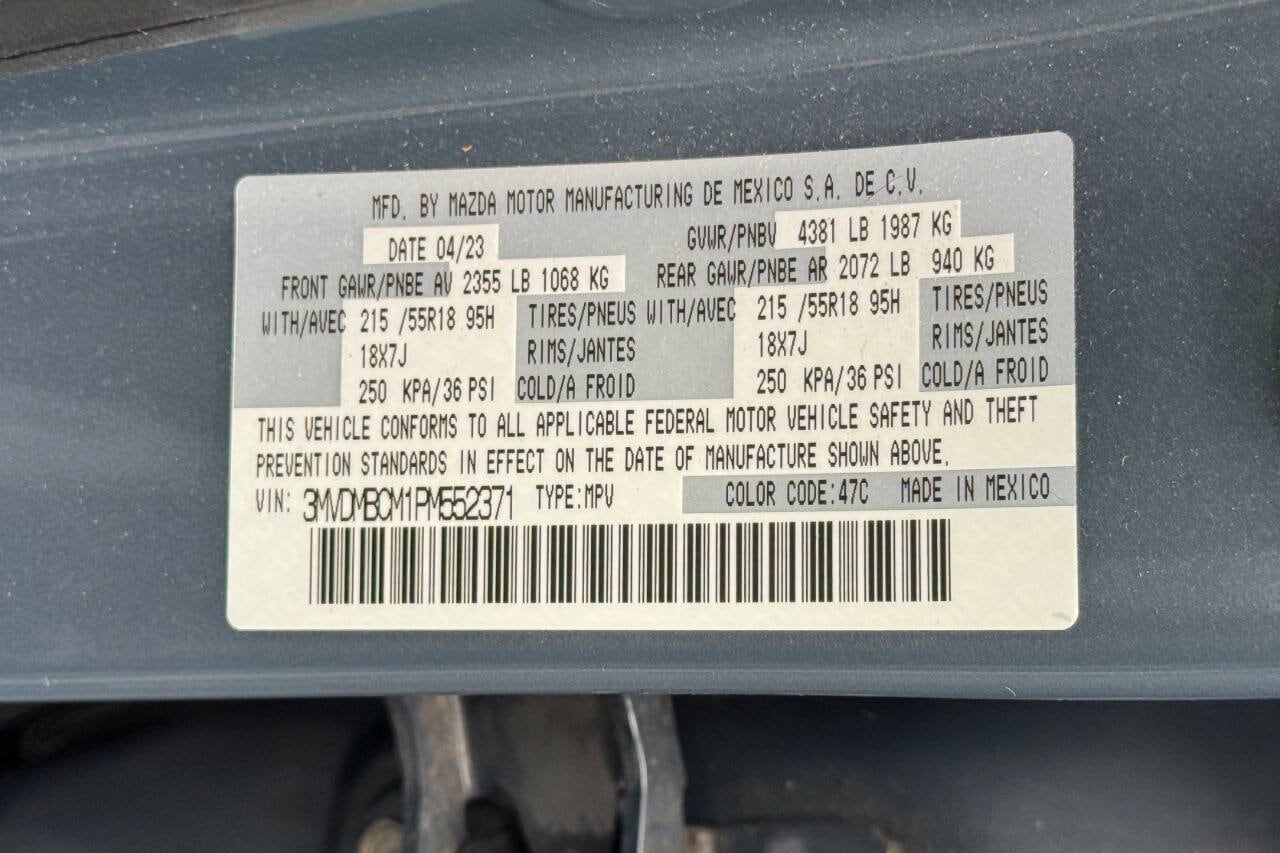 MFD. BY MAZDA MOTOR MANUFACTURING DE MEXICO S.A. DE C.V.
DATE 04/23 GVWR/PNBV 4381 LB 1987 KG
FRONT GAWR/PNBE AV 2355 LB 1068 KG REAR GAWR/PNBE AR 2072 LB 940 KG
WITH/AVEC 215 /55R18 95H TIRES/PNEUS WITH/AVEC 215 /55R18 95H TIRES/PNEUS
18X7J RIMS/JANTES 18X7J RIMS/JANTES
250 KPA/36 PSI COLD/A FROID 250 KPA/36 PSI COLD/A FROID
THIS VEHICLE CONFORMS TO ALL APPLICABLE FEDERAL MOTOR VEHICLE SAFETY AND THEFT
PREVENTION STANDARDS IN EFFECT ON THE DATE OF MANUFACTURE SHOWN ABOVE.
VIN: 3MVDMBCM1PM552371 TYPE:MPV COLOR CODE:47C MADE IN MEXICO